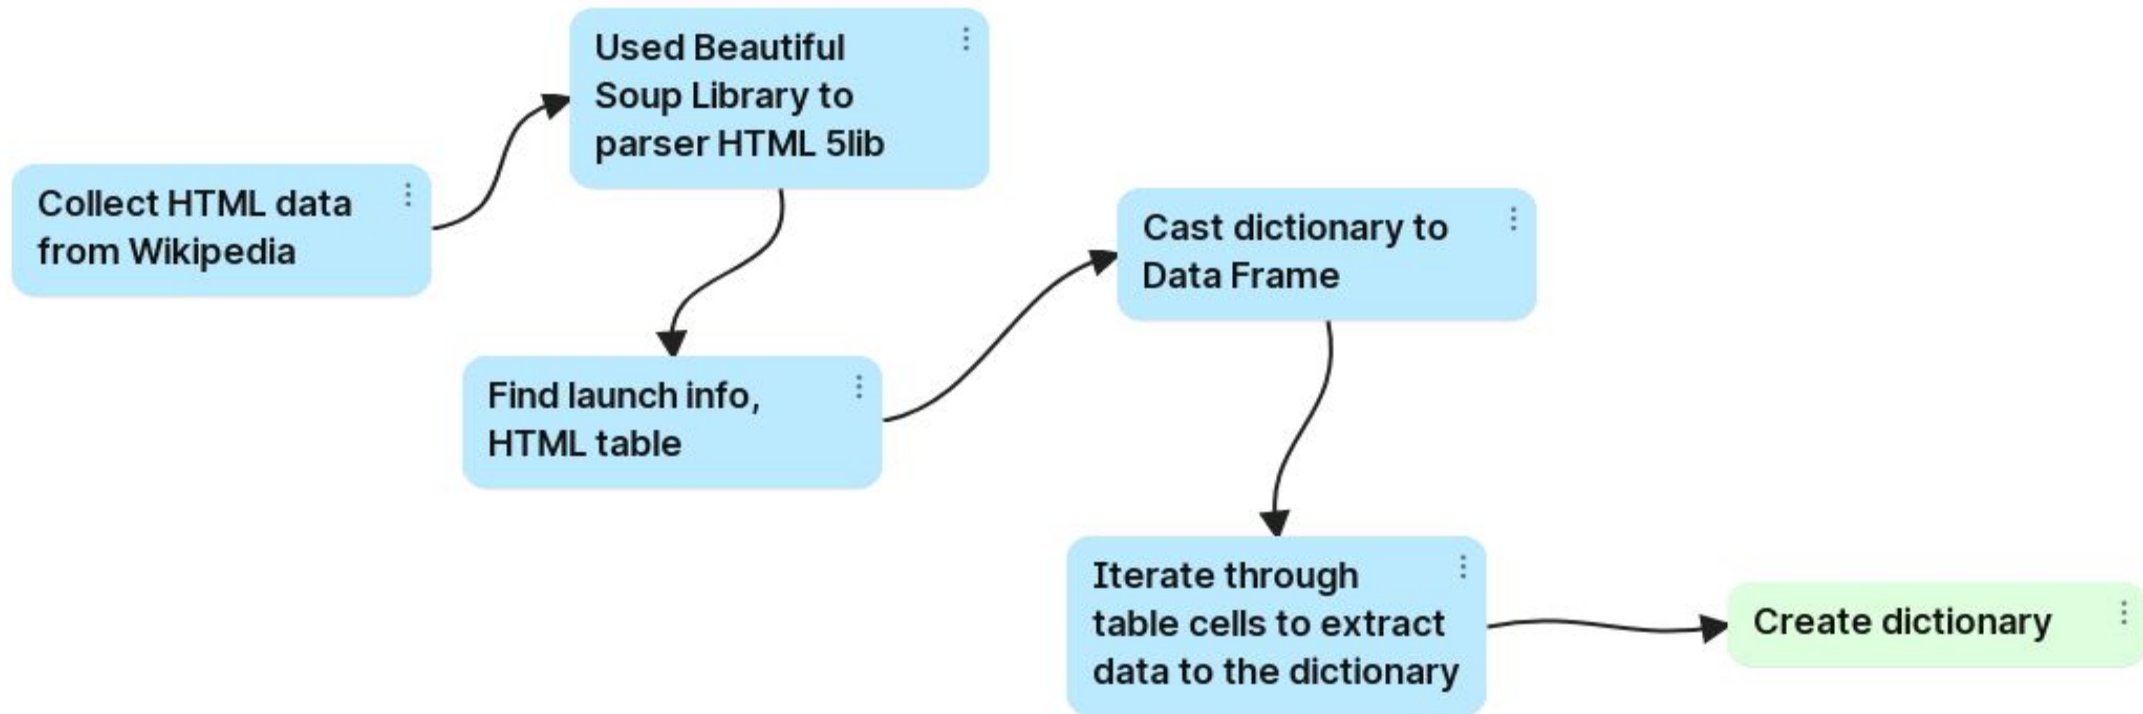 Used Beautiful
Soup Library to
parser HTML 5lib
Collect HTML data
from Wikipedia
Cast dictionary to
Data Frame
Find launch info,
HTML table
Iterate through
table cells to extract
data to the dictionary
Create dictionary